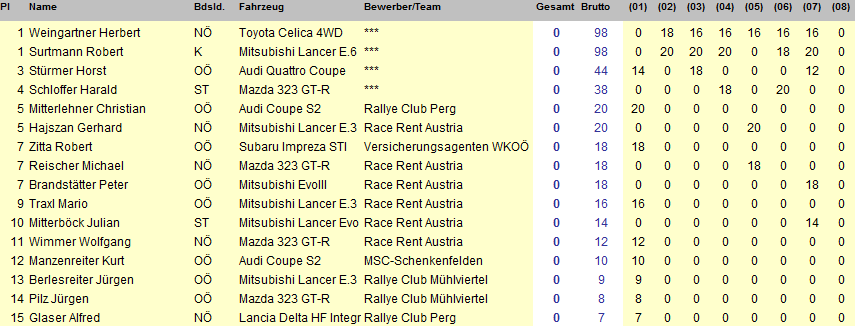 Pl Name Bdsld. Fahrzeug Bewerber/Team Gesamt Brutto (01) (02) (03) (04) (05) (06) (07) (08)
1 Weingartner Herbert NÖ Toyota Celica 4WD *** 0 98 0 18 16 16 16 16 16 0
1 Surtmann Robert K Mitsubishi Lancer E.6 *** 0 98 0 20 20 20 0 18 20 0
3 Stürmer Horst OÖ Audi Quattro Coupe *** 0 44 14 0 18 0 0 0 12 0
4 Schloffer Harald ST Mazda 323 GT-R *** 0 38 0 0 0 18 0 20 0 0
5 Mitterlehner Christian OÖ Audi Coupe S2 Rallye Club Perg 0 20 20 0 0 0 0 0 0 0
5 Hajszan Gerhard NÖ Mitsubishi Lancer E.3 Race Rent Austria 0 20 0 0 0 0 20 0 0 0
7 Zitta Robert OÖ Subaru Impreza STI Versicherungsagenten WKOÖ 0 18 18 0 0 0 0 0 0 0
7 Reischer Michael NÖ Mazda 323 GT-R Race Rent Austria 0 18 0 0 0 0 18 0 0 0
7 Brandstätter Peter OÖ Mitsubishi EvoIII Race Rent Austria 0 18 0 0 0 0 0 0 18 0
9 Traxl Mario OÖ Mitsubishi Lancer E.3 Race Rent Austria 0 16 16 0 0 0 0 0 0 0
10 Mitterböck Julian ST Mitsubishi Lancer Evo Race Rent Austria 0 14 0 0 0 0 0 0 14 0
11 Wimmer Wolfgang NÖ Mazda 323 GT-R Race Rent Austria 0 12 12 0 0 0 0 0 0 0
12 Manzenreiter Kurt OÖ Audi Coupe S2 MSC-Schenkenfelden 0 10 10 0 0 0 0 0 0 0
13 Berlesreiter Jürgen OÖ Mitsubishi Lancer E.3 Rallye Club Mühlviertel 0 9 9 0 0 0 0 0 0 0
14 Pilz Jürgen OÖ Mazda 323 GT-R Rallye Club Mühlviertel 0 8 8 0 0 0 0 0 0 0
15 Glaser Alfred NÖ Lancia Delta HF Integr Rallye Club Perg 0 7 7 0 0 0 0 0 0 0